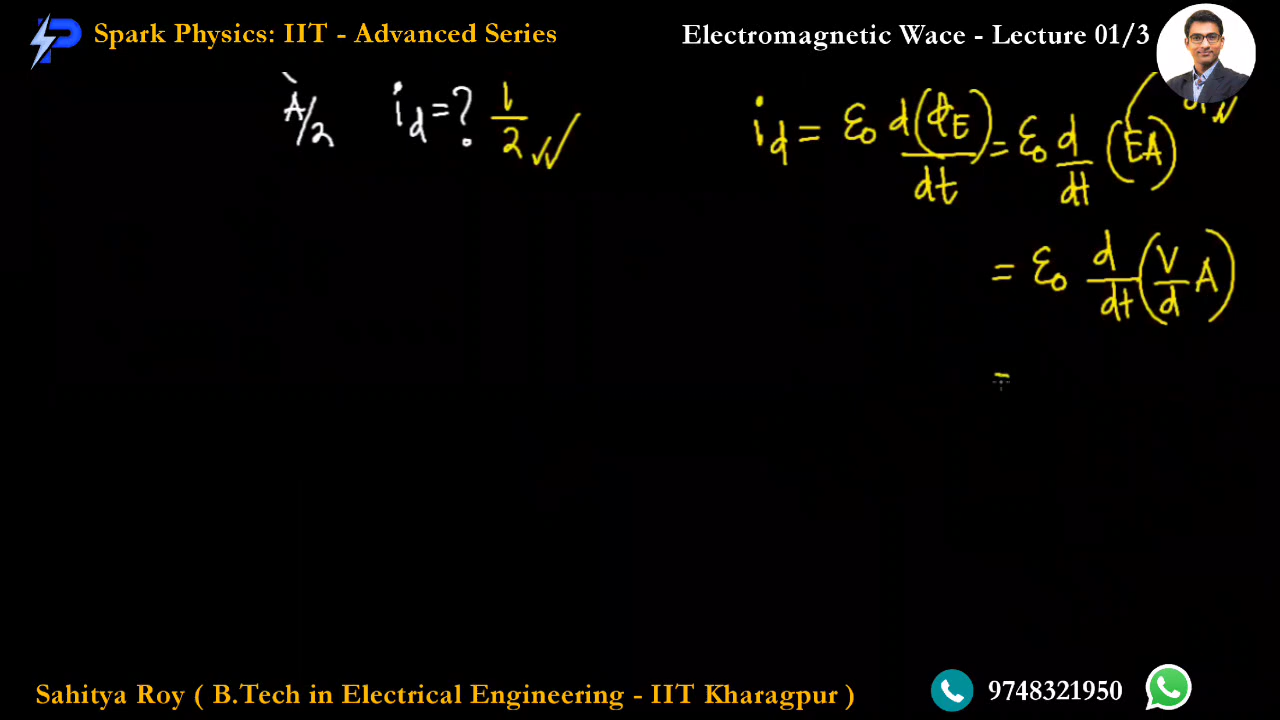 Spark Physics: IIT - Advanced Series
Electromagnetic Wace - Lecture 01/3
A/2 i_d = ? 1/2
i_d = ε₀ d(ϕ_E)/dt = ε₀ d/dt (EA)
= ε₀ d/dt (V/d A)
=
Sahitya Roy ( B.Tech in Electrical Engineering - IIT Kharagpur )
9748321950